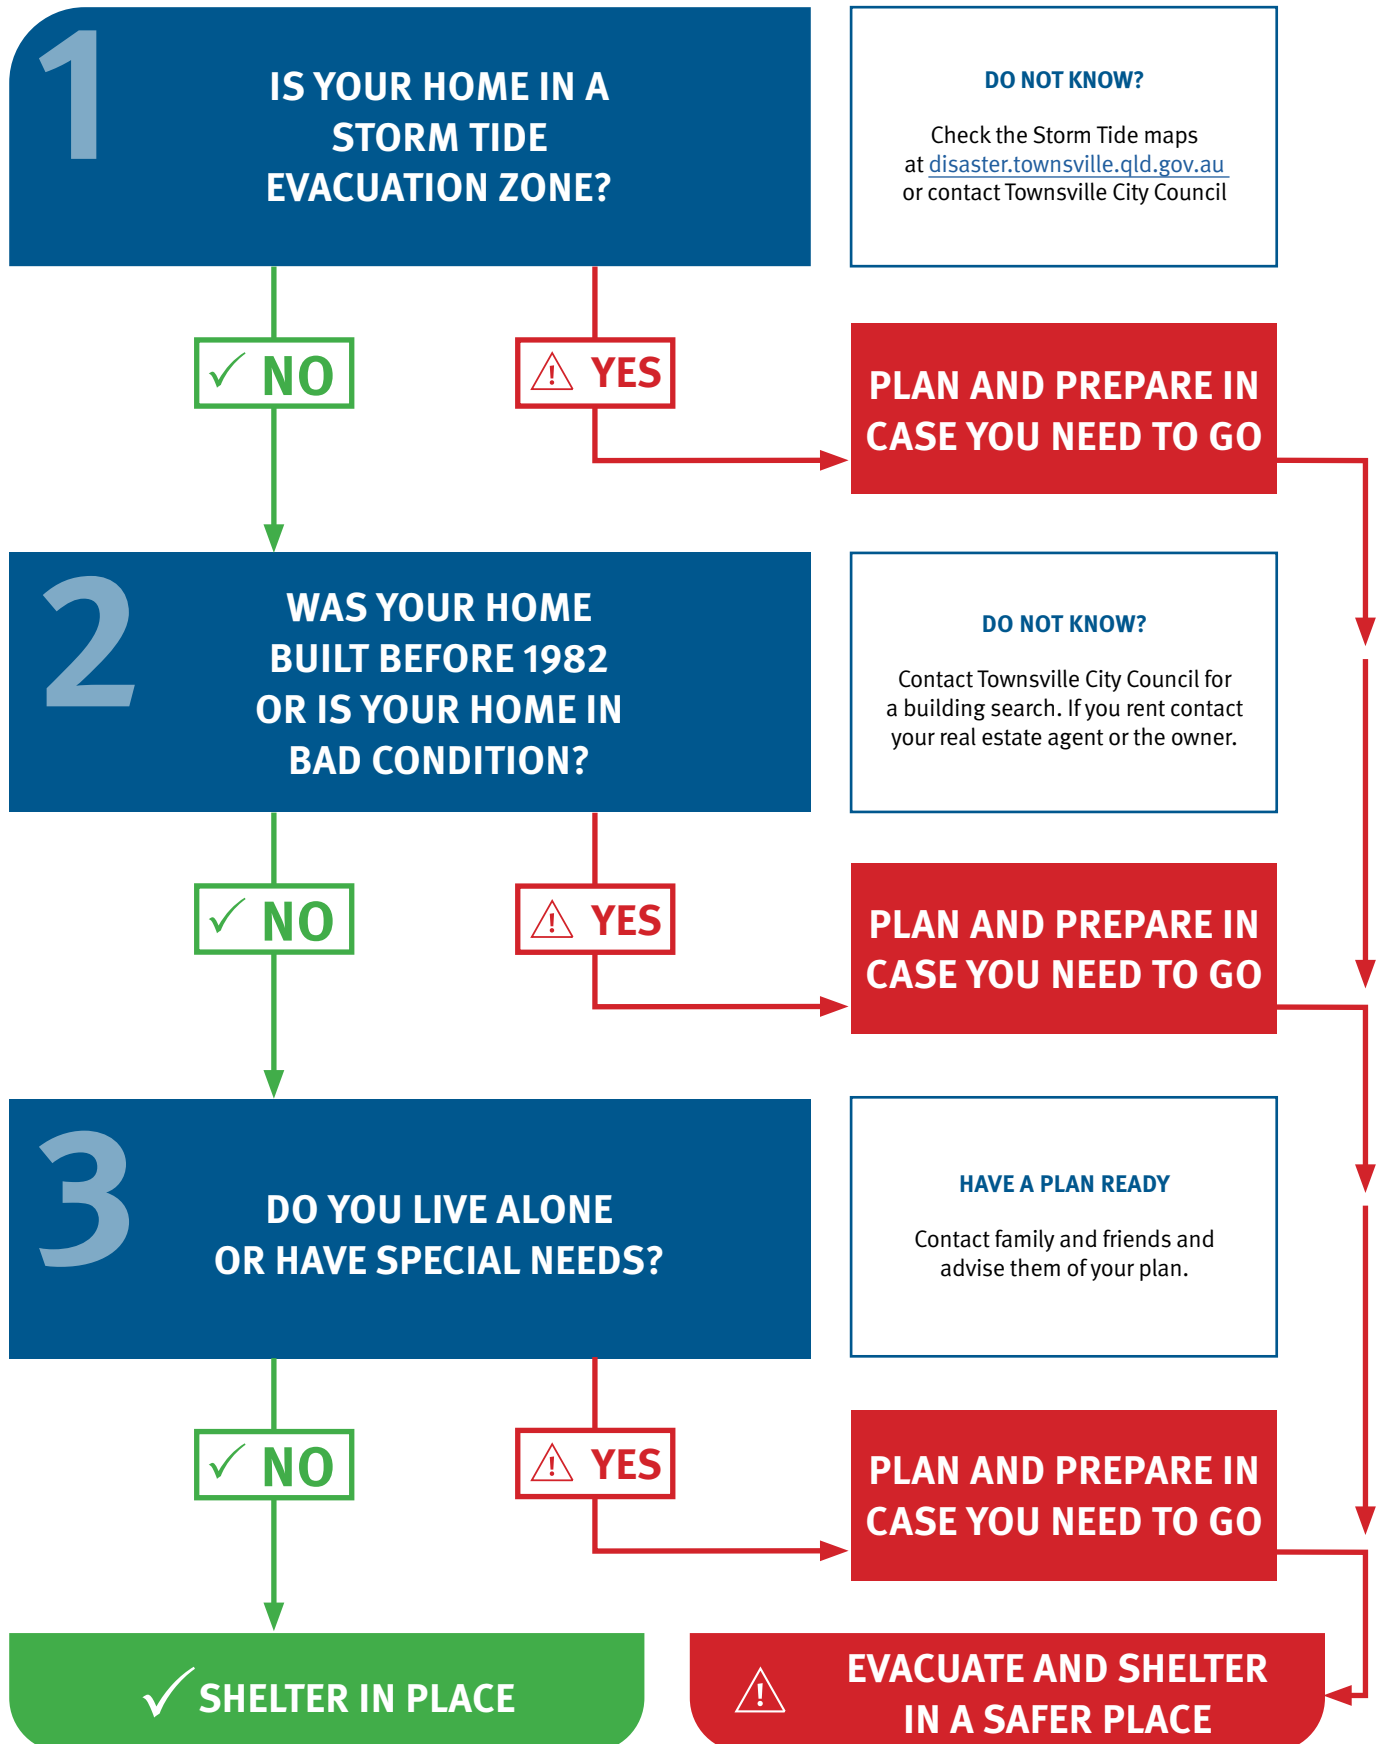 1
IS YOUR HOME IN A
STORM TIDE
EVACUATION ZONE?
DO NOT KNOW?
Check the Storm Tide maps
at disaster.townsville.qld.gov.au
or contact Townsville City Council
NO
YES
PLAN AND PREPARE IN
CASE YOU NEED TO GO
2
WAS YOUR HOME
BUILT BEFORE 1982
OR IS YOUR HOME IN
BAD CONDITION?
DO NOT KNOW?
Contact Townsville City Council for
a building search. If you rent contact
your real estate agent or the owner.
NO
YES
PLAN AND PREPARE IN
CASE YOU NEED TO GO
3
DO YOU LIVE ALONE
OR HAVE SPECIAL NEEDS?
HAVE A PLAN READY
Contact family and friends and
advise them of your plan.
NO
YES
PLAN AND PREPARE IN
CASE YOU NEED TO GO
SHELTER IN PLACE
EVACUATE AND SHELTER
IN A SAFER PLACE